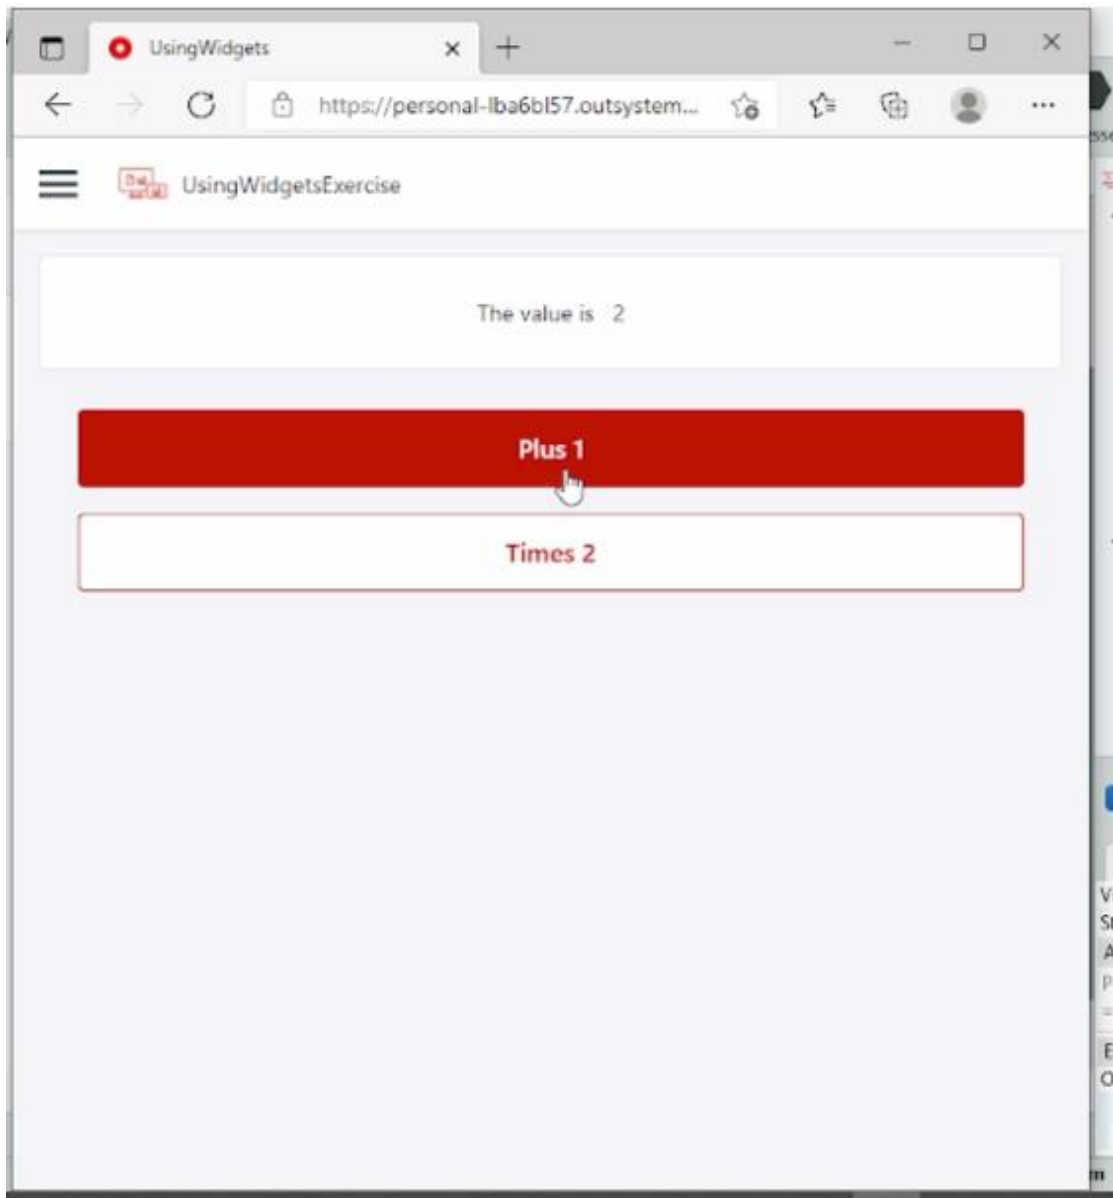 UsingWidgets
https://personal-lba6bl57.outsystem...
UsingWidgetsExercise
The value is 2
Plus 1
Times 2